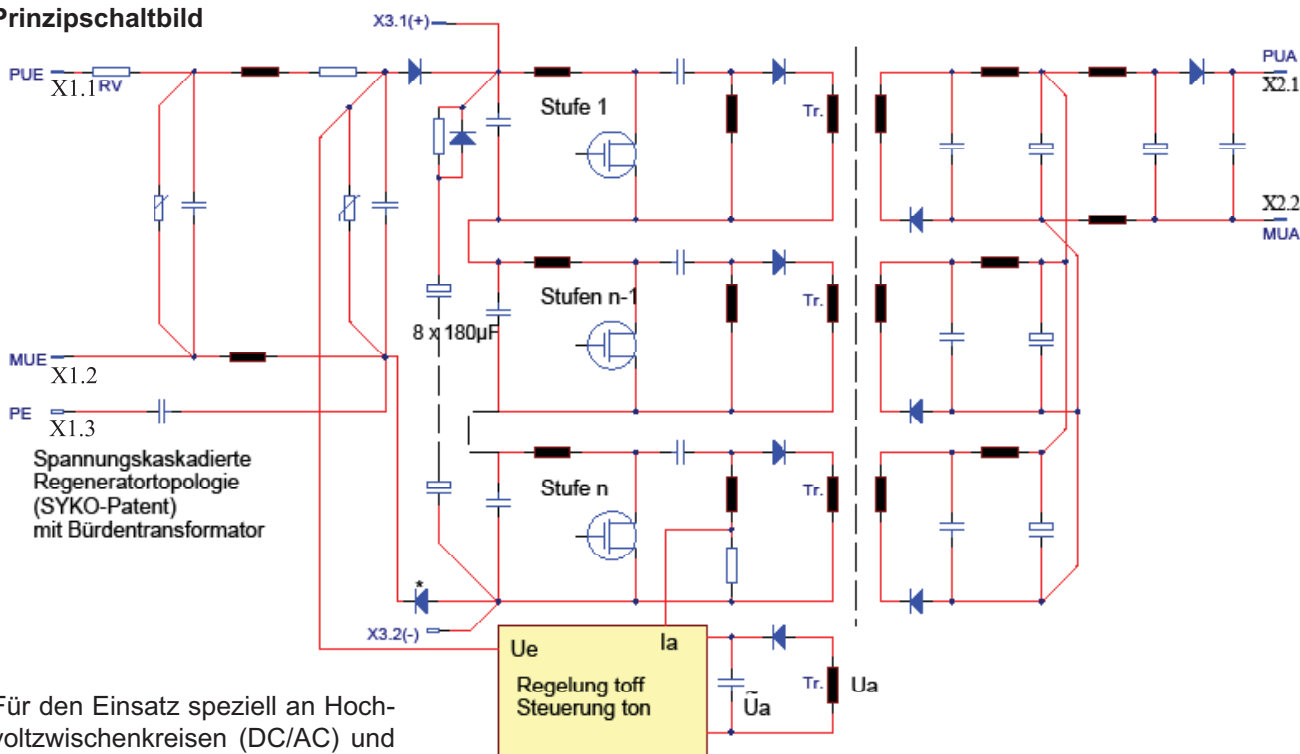 Prinzipschaltbild
X3.1(+)
PUE
X1.1
RV
PUA
X2.1
Stufe 1
Tr.
X2.2
MUA
Stufen n-1
Tr.
8 x 180µF
MUE
X1.2
PE
X1.3
Spannungskaskadierte
Regeneratortopologie
(SYKO-Patent)
mit Bürdentransformator
Stufe n
Tr.
*
X3.2(-)
Ue
Ia
Regelung toff
Steuerung ton
Ũa
Tr.
Ua
Für den Einsatz speziell an Hoch-
voltzwischenkreisen (DC/AC) und